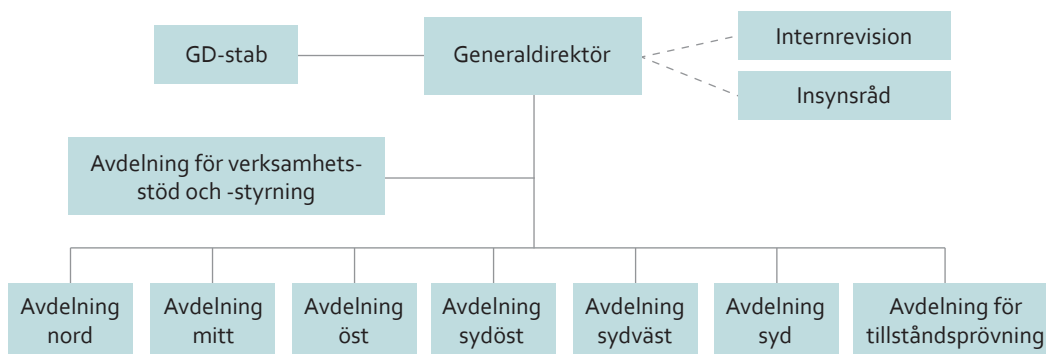 GD-stab
Generaldirektör
Internrevision
Insynsråd
Avdelning för verksamhets-
stöd och -styrning
Avdelning
nord
Avdelning
mitt
Avdelning
öst
Avdelning
sydöst
Avdelning
sydväst
Avdelning
syd
Avdelning för
tillståndsprövning